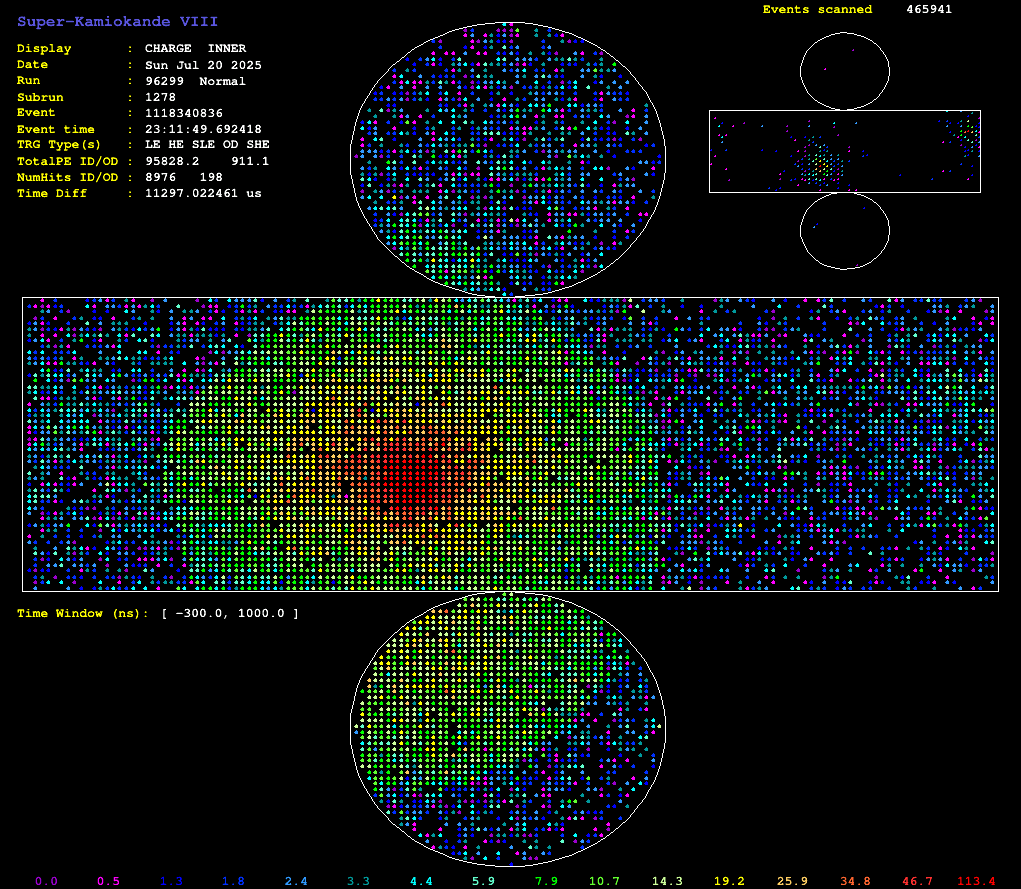 Super-Kamiokande VIII
Events scanned 465941
Display : CHARGE INNER
Date : Sun Jul 20 2025
Run : 96299 Normal
Subrun : 1278
Event : 1118340836
Event time : 23:11:49.692418
TRG Type(s) : LE HE SLE OD SHE
TotalPE ID/OD : 95828.2 911.1
NumHits ID/OD : 8976 198
Time Diff : 11297.022461 us
Time Window (ns): [ -300.0, 1000.0 ]
0.0 0.5 1.3 1.8 2.4 3.3 4.4 5.9 7.9 10.7 14.3 19.2 25.9 34.8 46.7 113.4